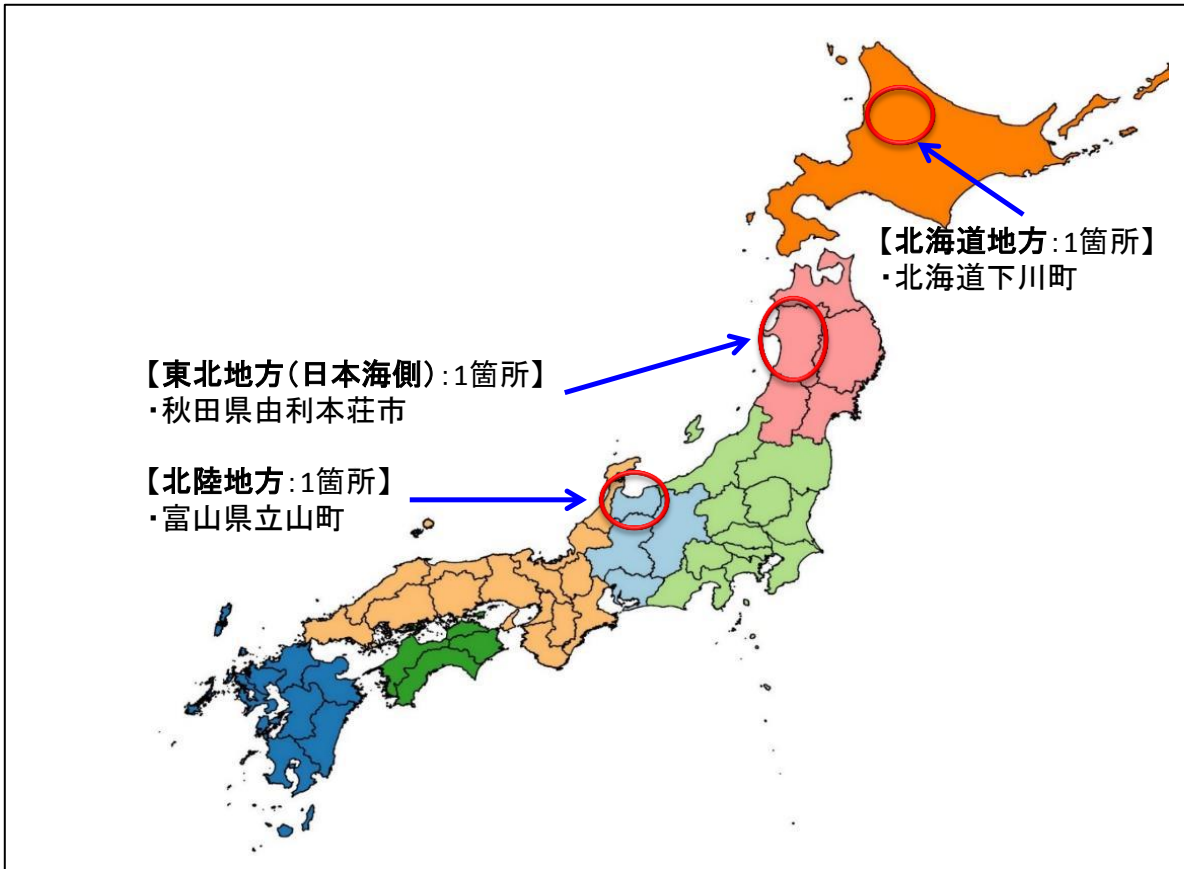 【北海道地方：1箇所】
・北海道下川町
【東北地方（日本海側）：1箇所】
・秋田県由利本荘市
【北陸地方：1箇所】
・富山県立山町